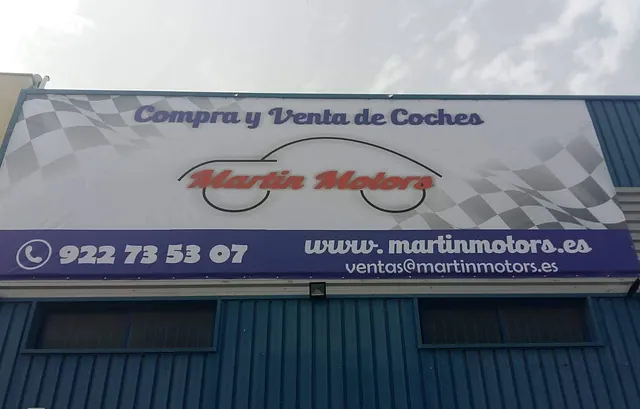 Compra y Venta de Coches
Martin Motors
922 73 53 07
www.martinmotors.es
ventas@martinmotors.es